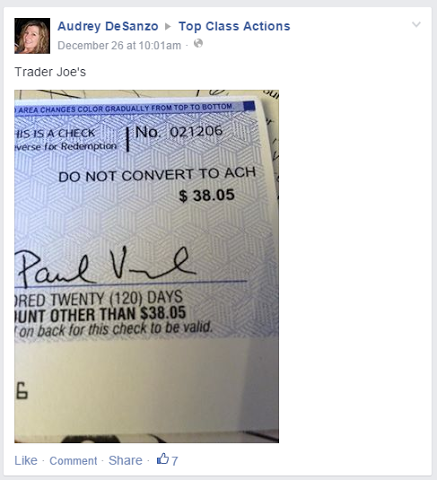 Audrey DeSanzo ▸ Top Class Actions
December 26 at 10:01am ·
Trader Joe's
AREA CHANGES COLOR GRADUALLY FROM TOP TO BOTTOM
HIS IS A CHECK
No. 021206
verse for Redemption
DO NOT CONVERT TO ACH
$ 38.05
Paul
DRED TWENTY (120) DAYS
UNT OTHER THAN $38.05
on back for this check to be valid.
6
Like · Comment · Share · 7